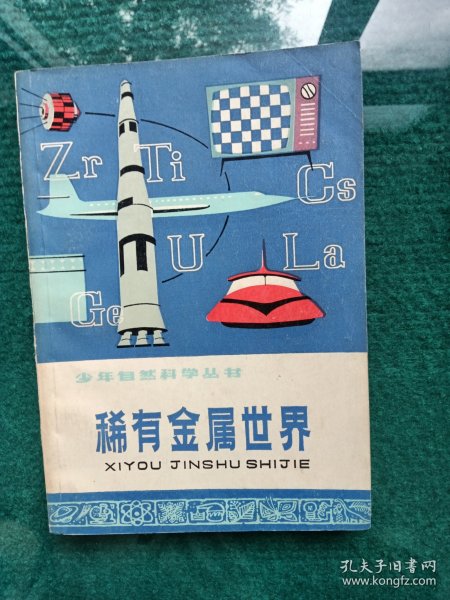 Zr Ti
Cs
U La
Ge
少年自然科学丛书
稀有金属世界
XIYOU JINSHU SHIJIE
孔夫子旧书网
www.kongfz.com